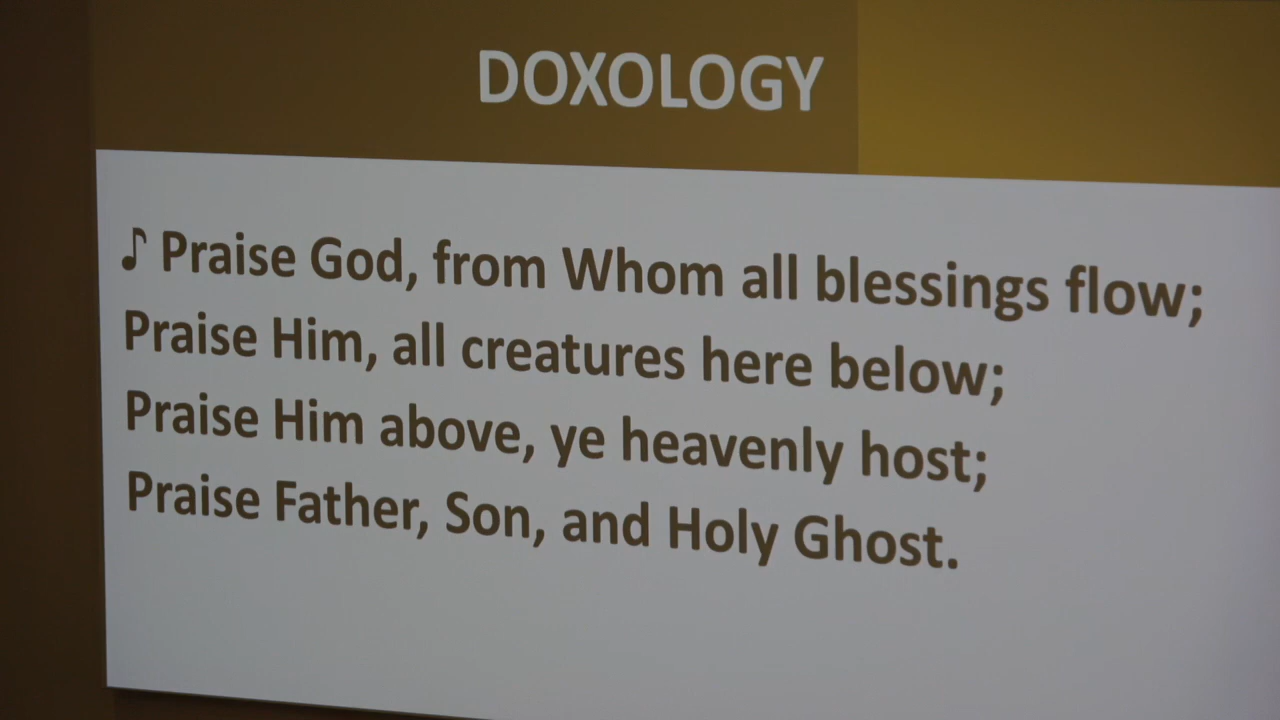 DOXOLOGY
♪ Praise God, from Whom all blessings flow;
Praise Him, all creatures here below;
Praise Him above, ye heavenly host;
Praise Father, Son, and Holy Ghost.